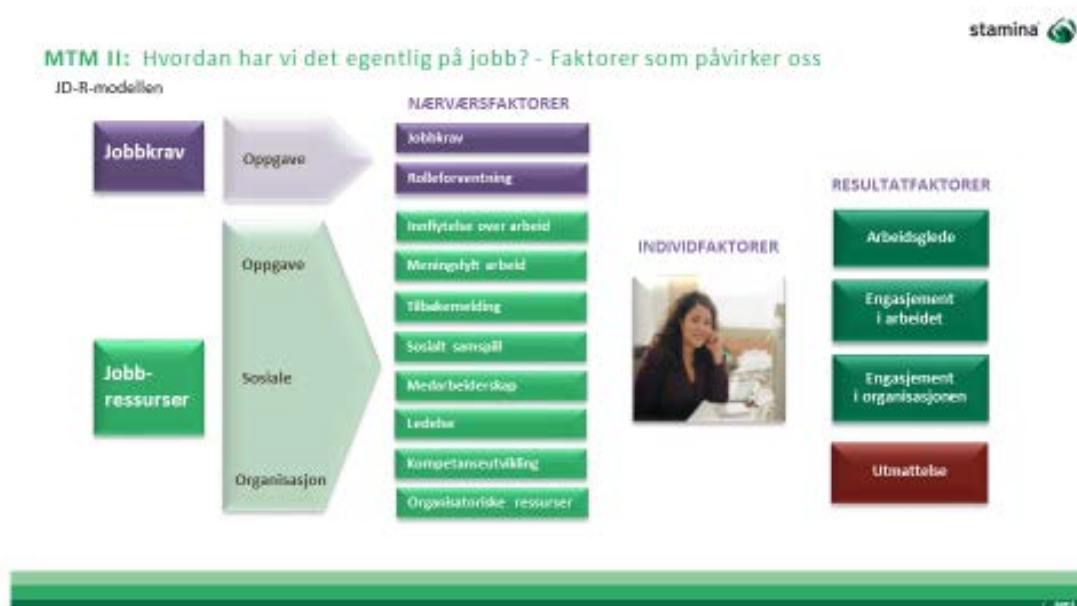 stamina
MTM II: Hvordan har vi det egentlig på jobb? - Faktorer som påvirker oss
JD-R-modellen
NÆRVÆRSFAKTORER
Jobbkrav
Oppgave
Jobbkrav
Rolleforventning
Jobb-
ressurser
Oppgave
Sosiale
Organisasjon
Innflytelse over arbeid
Meningsfylt arbeid
Tilbakemelding
Sosialt samspill
Medarbeiderskap
Ledelse
Kompetanseutvikling
Organisatoriske ressurser
INDIVIDFAKTORER
RESULTATFAKTORER
Arbeidsglede
Engasjement
i arbeidet
Engasjement
i organisasjonen
Utmattelse